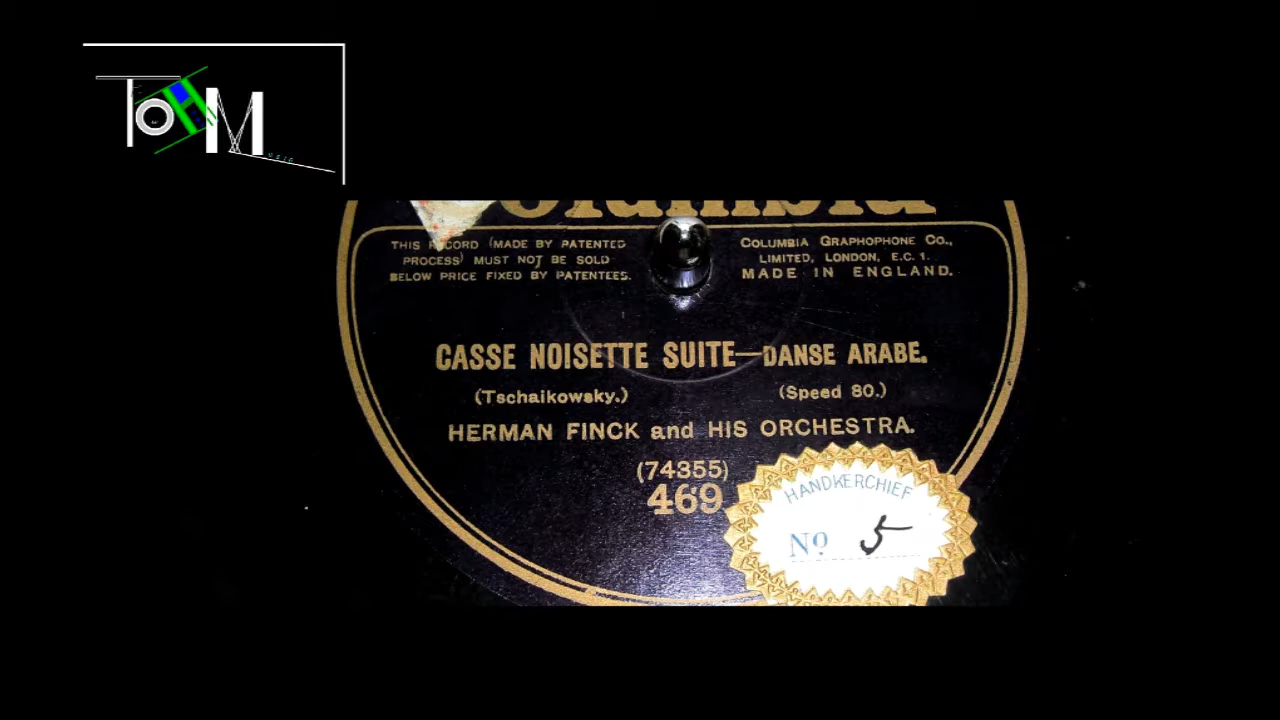 ToHM
Columbia
THIS RECORD (MADE BY PATENTED
PROCESS) MUST NOT BE SOLD
BELOW PRICE FIXED BY PATENTEES.
COLUMBIA GRAPHOPHONE CO.,
LIMITED, LONDON, E.C. 1.
MADE IN ENGLAND.
CASSE NOISETTE SUITE—DANSE ARABE.
(Tschaikowsky.) (Speed 80.)
HERMAN FINCK and HIS ORCHESTRA.
(74355)
469
HANDKERCHIEF
No 5